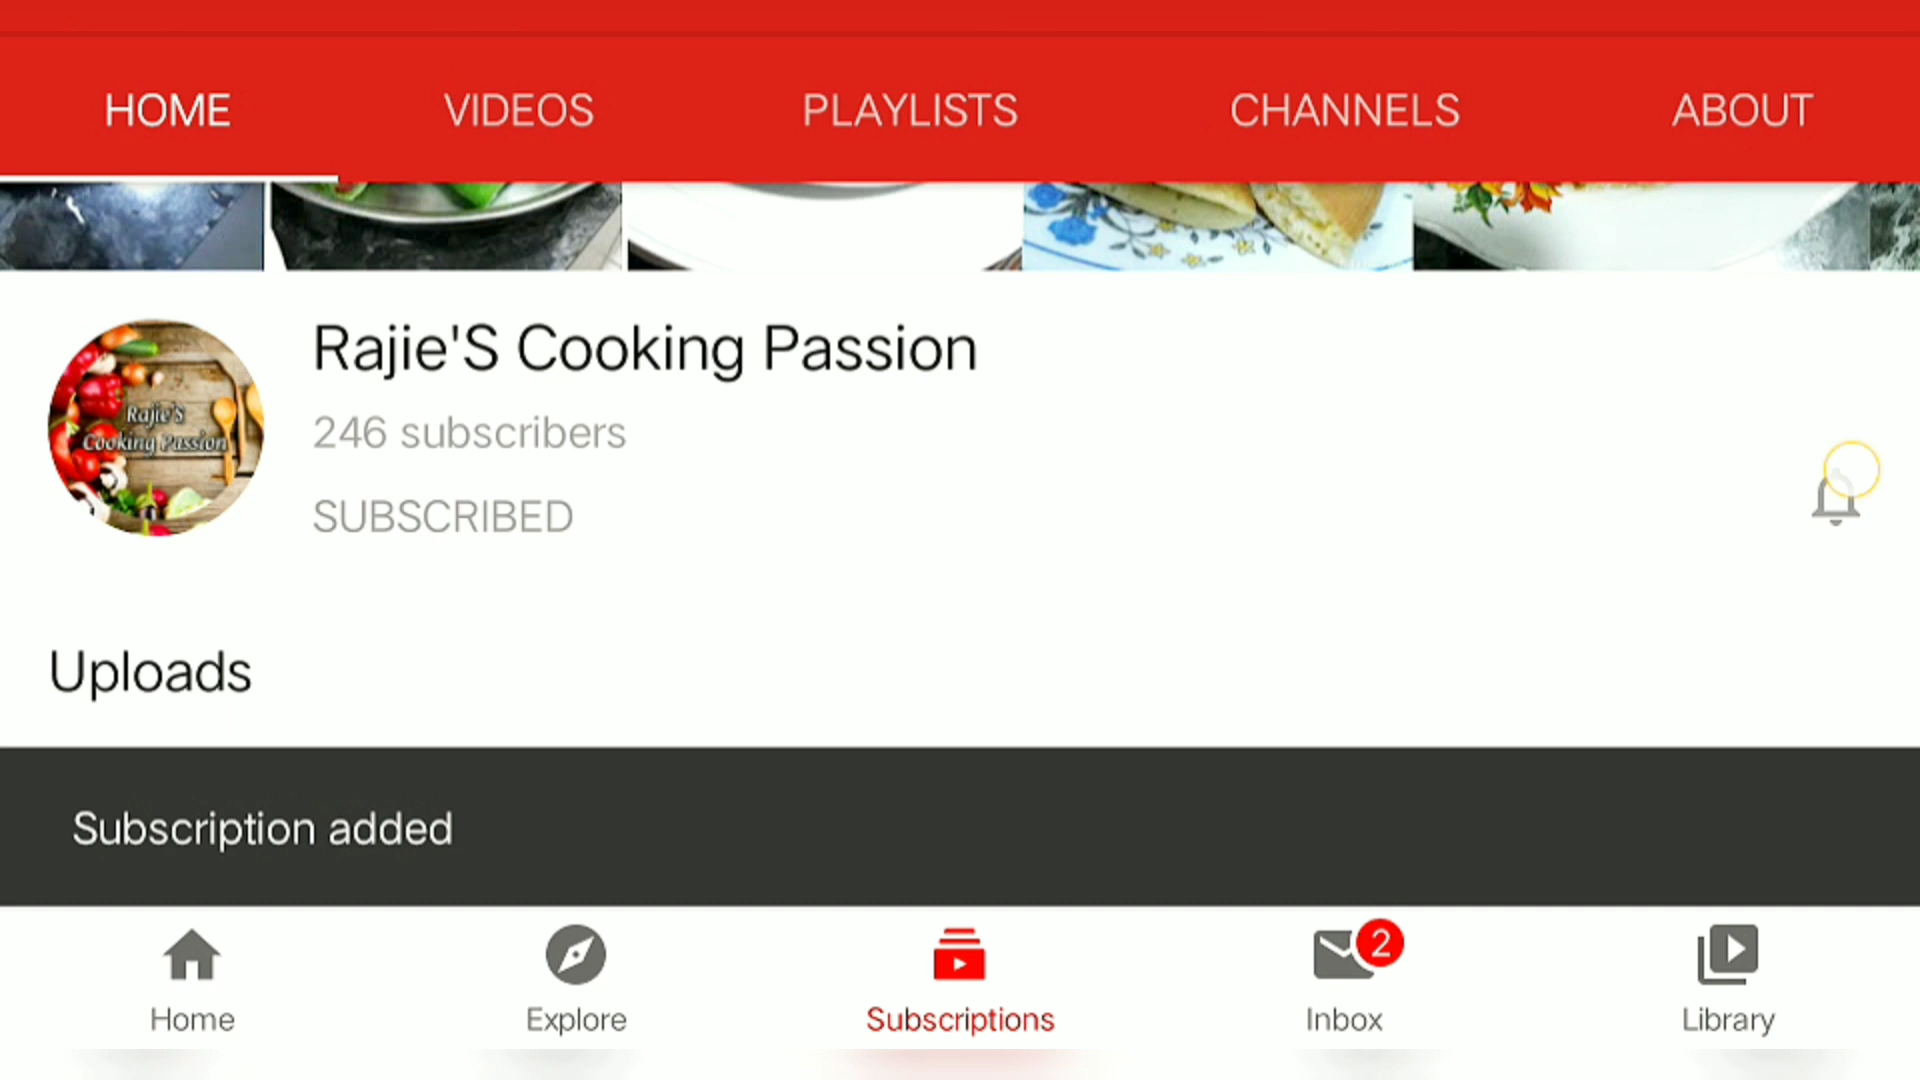 HOME VIDEOS PLAYLISTS CHANNELS ABOUT
Rajie'S Cooking Passion
246 subscribers
SUBSCRIBED
Rajie'S
Cooking Passion
Uploads
Subscription added
2
Home Explore Subscriptions Inbox Library